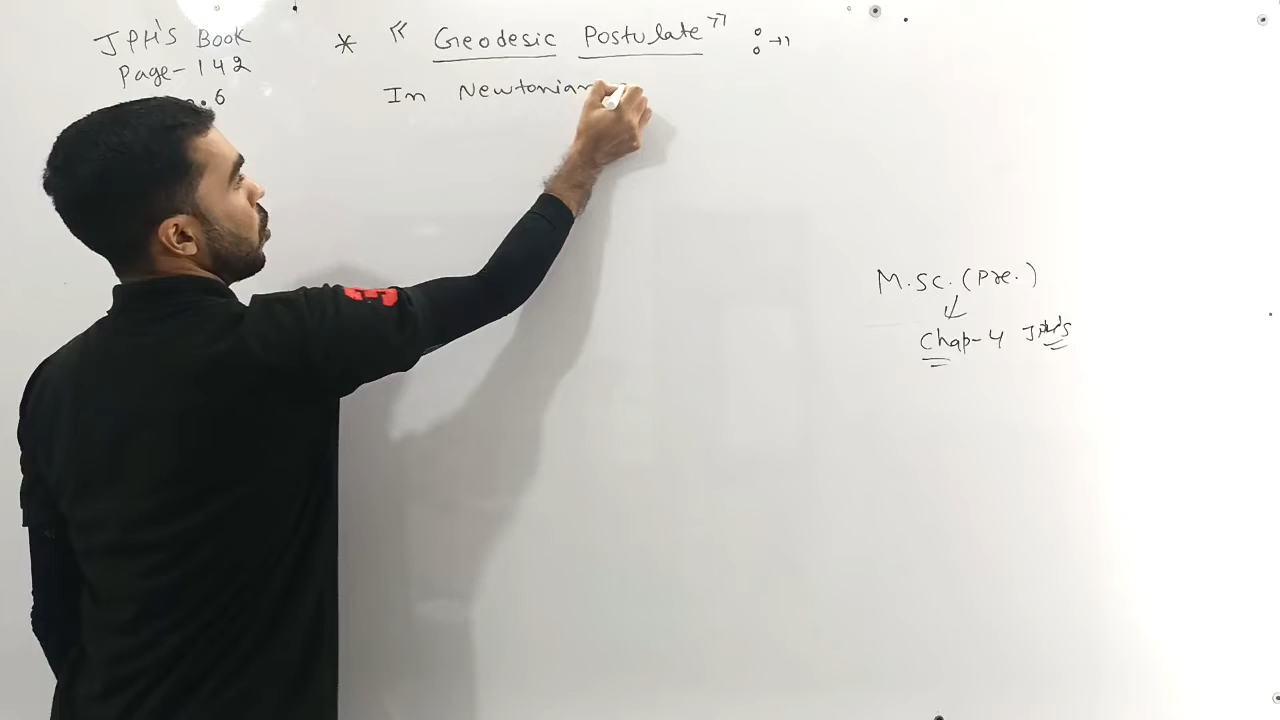 JPH's Book
Page-142
.6
* "Geodesic Postulate" :→
In Newtonian
M.Sc. (Pre.)
Chap-4 JPH's